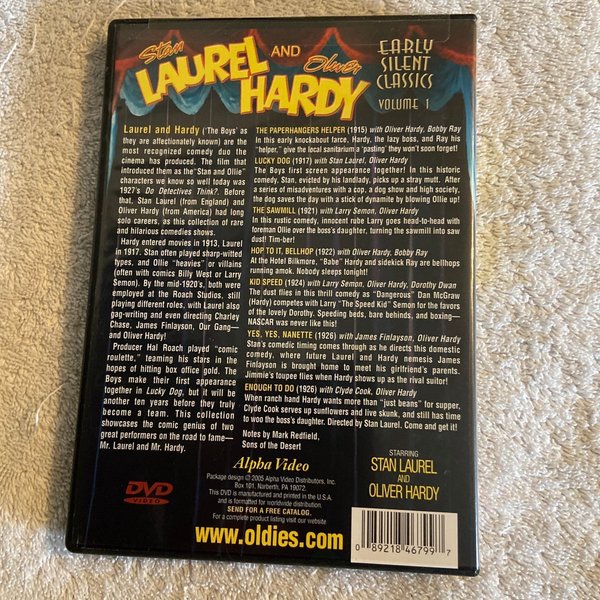 Stan LAUREL AND Oliver HARDY
EARLY
SILENT
CLASSICS
VOLUME 1
Laurel and Hardy ('The Boys' as
they are affectionately known) are the
most recognized comedy duo the
cinema has produced. The film that
introduced them as the "Stan and Ollie"
characters we know so well today was
1927's Do Detectives Think?. Before
that, Stan Laurel (from England) and
Oliver Hardy (from America) had long
solo careers, as this collection of rare
and hilarious comedies shows.
Hardy entered movies in 1913, Laurel
in 1917. Stan often played sharp-witted
types, and Ollie "heavies" or villains
(often with comics Billy West or Larry
Semon). By the mid-1920's, both were
employed at the Roach Studios, still
playing different roles, with Laurel also
gag-writing and even directing Charley
Chase, James Finlayson, Our Gang—
and Oliver Hardy!
Producer Hal Roach played "comic
roulette," teaming his stars in the
hopes of hitting box office gold. The
Boys make their first appearance
together in Lucky Dog, but it will be
another ten years before they truly
become a team. This collection
showcases the comic genius of two
great performers on the road to fame—
Mr. Laurel and Mr. Hardy.
THE PAPERHANGERS HELPER (1915) with Oliver Hardy, Bobby Ray
In this early knockabout farce, Hardy, the lazy boss, and Ray his
"helper," give the local sanitarium a 'pasting' they won't soon forget!
LUCKY DOG (1917) with Stan Laurel, Oliver Hardy
The Boys first screen appearance together! In this historic
comedy, Stan, evicted by his landlady, picks up a stray mutt. After
a series of misadventures with a cop, a dog show and high society,
the dog saves the day with a stick of dynamite by blowing Ollie up!
THE SAWMILL (1921) with Larry Semon, Oliver Hardy
In this rustic comedy, innocent rube Larry goes head-to-head with
foreman Ollie over the boss's daughter, turning the sawmill into saw
dust! Tim-ber!
HOP TO IT, BELLHOP (1922) with Oliver Hardy, Bobby Ray
At the Hotel Bilkmore, "Babe" Hardy and sidekick Ray are bellhops
running amok. Nobody sleeps tonight!
KID SPEED (1924) with Larry Semon, Oliver Hardy, Dorothy Dwan
The dust flies in this thrill comedy as "Dangerous" Dan McGraw
(Hardy) competes with Larry "The Speed Kid" Semon for the favors
of the lovely Dorothy. Speeding beds, bare behinds, and boxing—
NASCAR was never like this!
YES, YES, NANETTE (1926) with James Finlayson, Oliver Hardy
Stan's comedic timing comes through as he directs this domestic
comedy, where future Laurel and Hardy nemesis James
Finlayson is brought home to meet his girlfriend's parents.
Jimmie's toupee flies when Hardy shows up as the rival suitor!
ENOUGH TO DO (1926) with Clyde Cook, Oliver Hardy
When ranch hand Hardy wants more than "just beans" for supper,
Clyde Cook serves up sunflowers and live skunk, and still has time
to woo the boss's daughter. Directed by Stan Laurel. Come and get it!
Notes by Mark Redfield,
Sons of the Desert
STARRING
STAN LAUREL
AND
OLIVER HARDY
DVD
VIDEO
Alpha Video
Package design © 2005 Alpha Video Distributors, Inc.
Box 101, Narberth, PA 19072.
This DVD is manufactured and printed in the U.S.A.
and is formatted for worldwide distribution.
SEND FOR A FREE CATALOG.
For a complete product listing visit our website
www.oldies.com
0 89218 46799 7